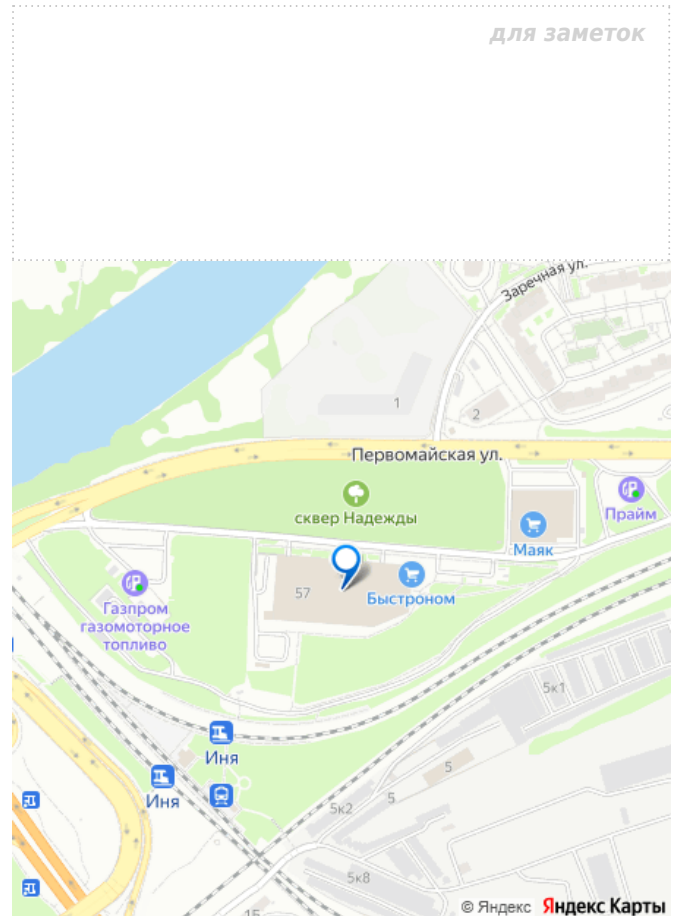 для заметок
Заречная ул.
1
2
Первомайская ул.
сквер Надежды
Прайм
Маяк
57
Быстроном
Газпром
газомоторное
топливо
5к1
Иня
5
Иня
5
5к2
5к8
15
© Яндекс Яндекс Карты